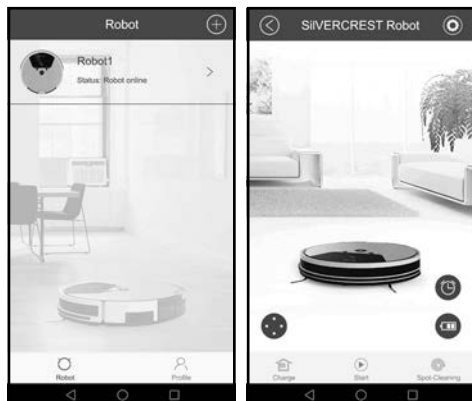 Robot
Robot1
Status: Robot online
Robot
Profile
SilVERCREST Robot
Charge
Start
Spot-Cleaning